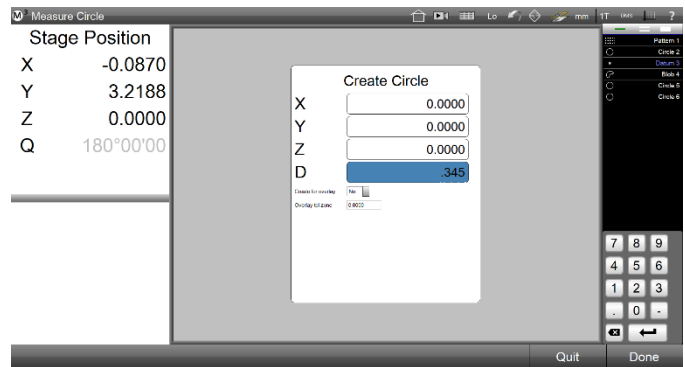 M³ Measure Circle
Lo mm 1T DMS ?
Stage Position
X -0.0870
Y 3.2188
Z 0.0000
Q 180°00'00
Create Circle
X 0.0000
Y 0.0000
Z 0.0000
D .345
Create for overlay No
Overlay tol zone 0.0000
Pattern 1
Circle 2
Datum 3
Blob 4
Circle 5
Circle 6
7 8 9
4 5 6
1 2 3
. 0 -
Quit Done